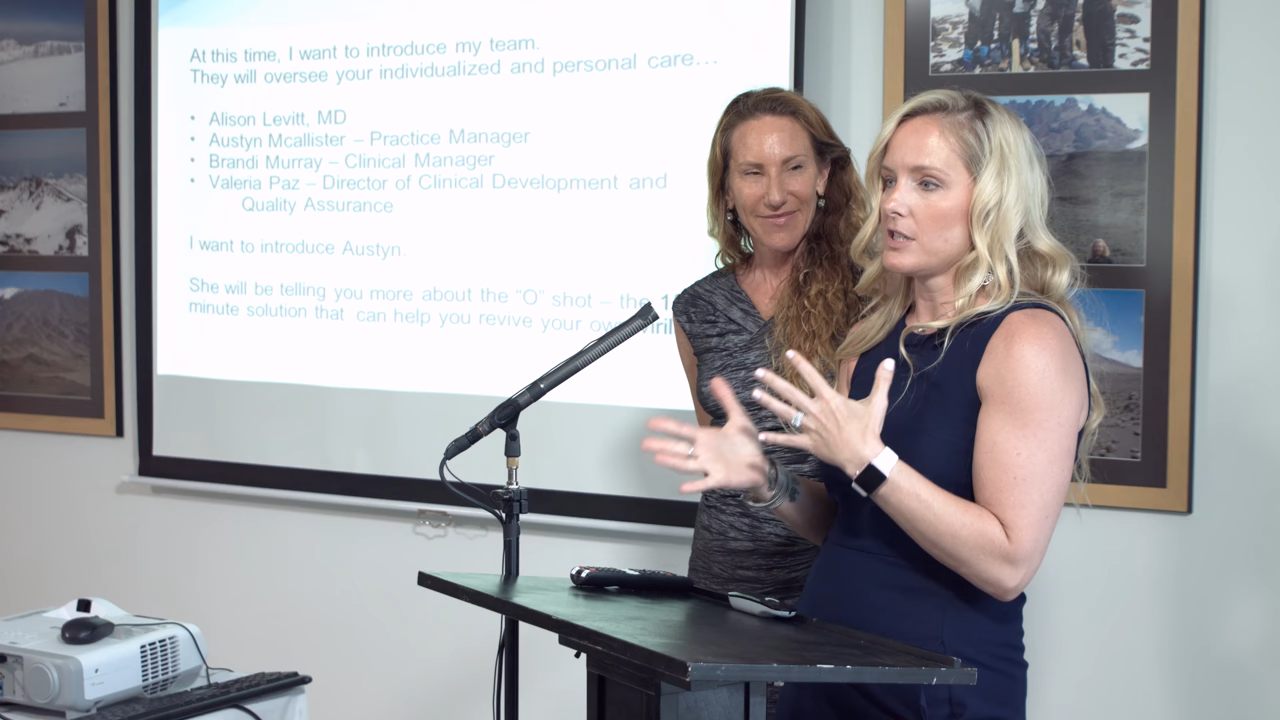 At this time, I want to introduce my team.
They will oversee your individualized and personal care…
• Alison Levitt, MD
• Austyn Mcallister – Practice Manager
• Brandi Murray – Clinical Manager
• Valeria Paz – Director of Clinical Development and
Quality Assurance
I want to introduce Austyn.
She will be telling you more about the "O" shot – the
minute solution that can help you revive your